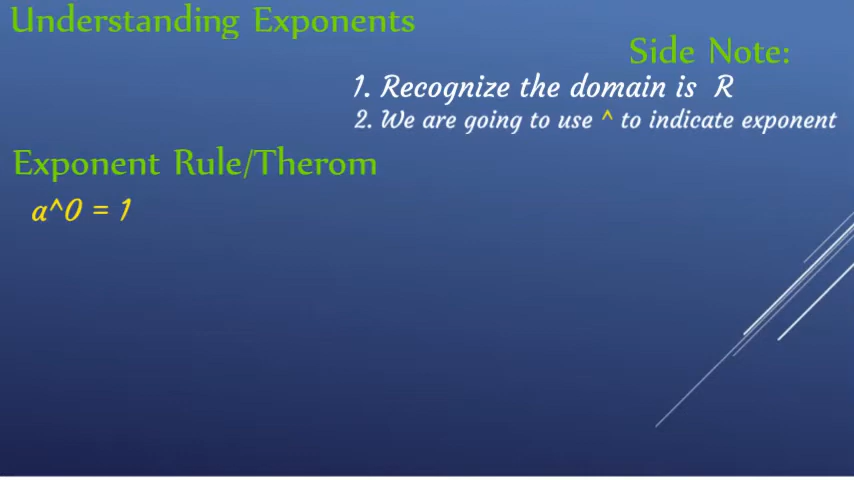 Understanding Exponents
Side Note:
1. Recognize the domain is R
2. We are going to use ^ to indicate exponent
Exponent Rule/Therom
a^0 = 1